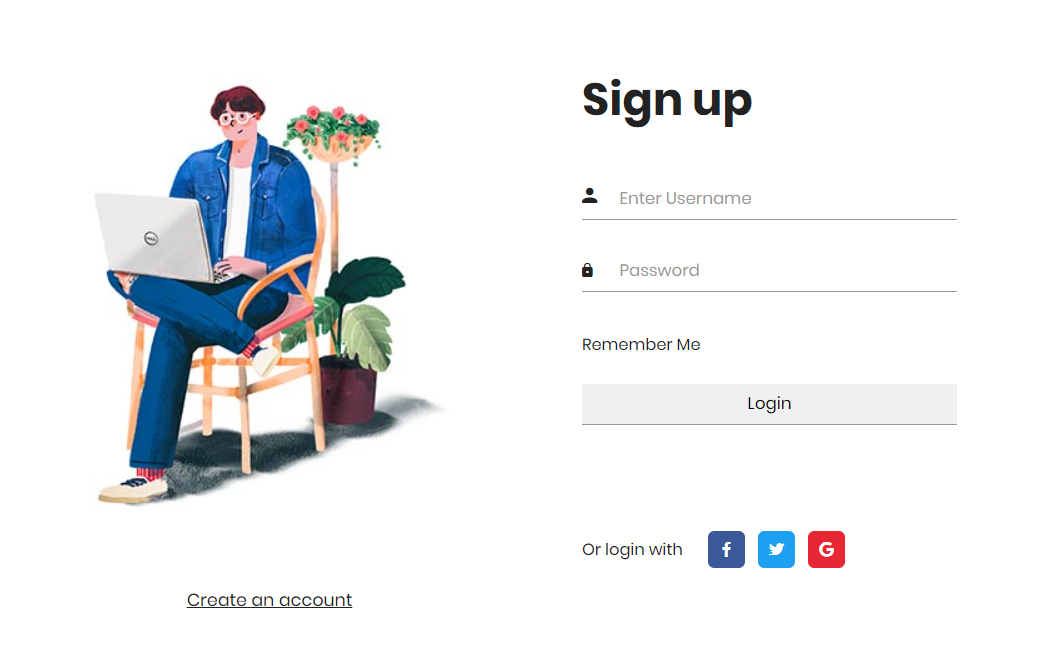 Sign up
Enter Username
Password
Remember Me
Login
Or login with
Create an account